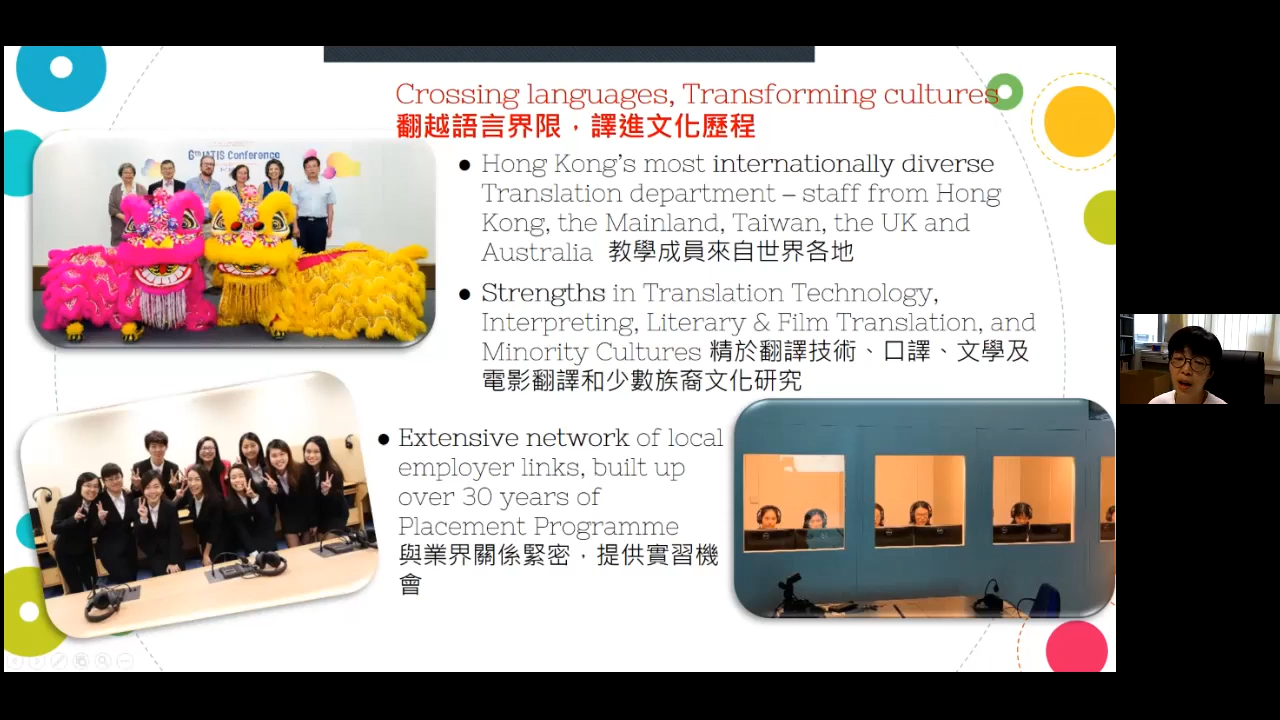 Crossing languages, Transforming cultures
翻越語言界限，譯進文化歷程
6th IATIS Conference
● Hong Kong’s most internationally diverse
Translation department – staff from Hong
Kong, the Mainland, Taiwan, the UK and
Australia 教學成員來自世界各地
● Strengths in Translation Technology,
Interpreting, Literary & Film Translation, and
Minority Cultures 精於翻譯技術、口譯、文學及
電影翻譯和少數族裔文化研究
● Extensive network of local
employer links, built up
over 30 years of
Placement Programme
與業界關係緊密，提供實習機
會